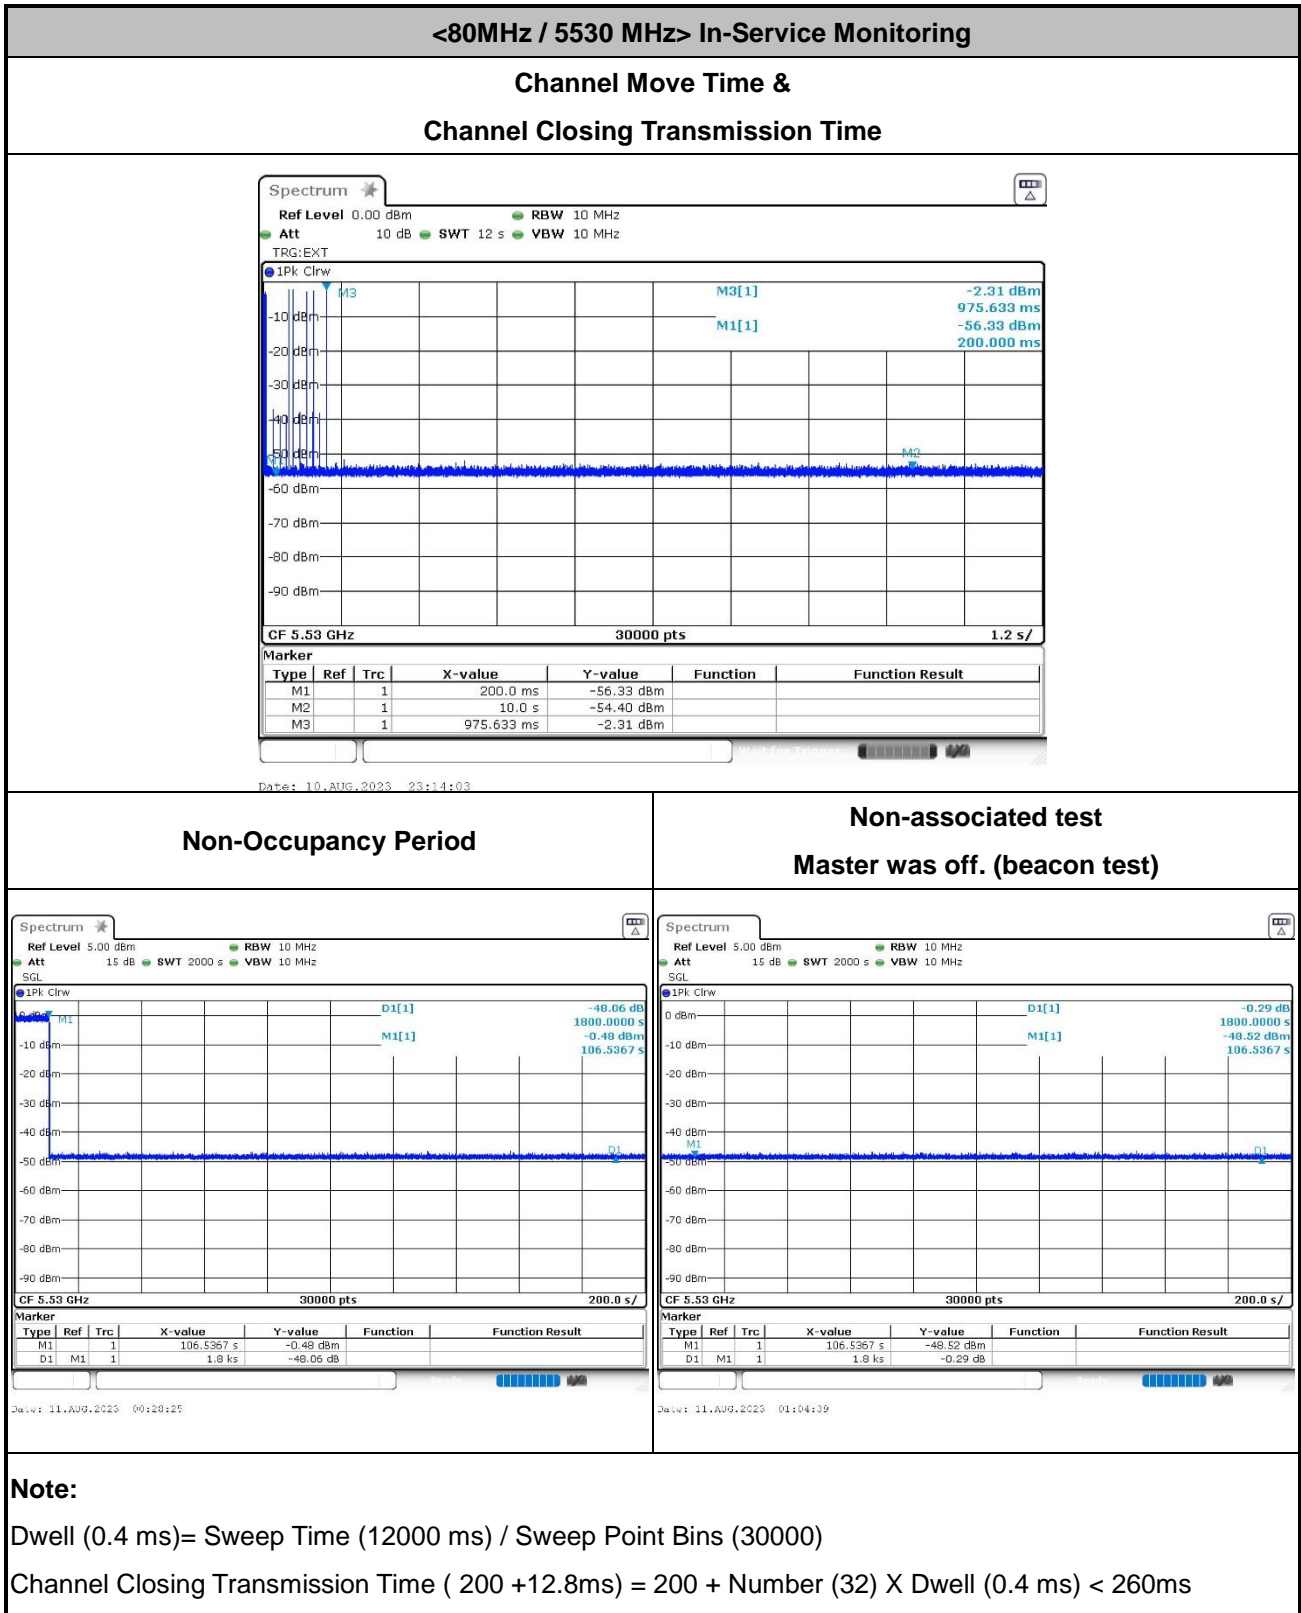 <80MHz / 5530 MHz> In-Service Monitoring
Channel Move Time &
Channel Closing Transmission Time
Spectrum
Ref Level 0.00 dBm RBW 10 MHz
Att 10 dB SWT 12 s VBW 10 MHz
TRG:EXT
1Pk Clrw
M3 M3[1] -2.31 dBm
975.633 ms
-10 dBm M1[1] -56.33 dBm
200.000 ms
-20 dBm
-30 dBm
-40 dBm
-50 dBm
M1 M2
-60 dBm
-70 dBm
-80 dBm
-90 dBm
CF 5.53 GHz 30000 pts 1.2 s/
Marker
Type Ref Trc X-value Y-value Function Function Result
M1 1 200.0 ms -56.33 dBm
M2 1 10.0 s -54.40 dBm
M3 1 975.633 ms -2.31 dBm
Wait for Trigger...
Date: 10.AUG.2023 23:14:03
Non-Occupancy Period
Non-associated test
Master was off. (beacon test)
Spectrum
Ref Level 5.00 dBm RBW 10 MHz
Att 15 dB SWT 2000 s VBW 10 MHz
SGL
1Pk Clrw
0 dBm M1 D1[1] -48.06 dB
1800.0000 s
-10 dBm M1[1] -0.48 dBm
106.5367 s
-20 dBm
-30 dBm
-40 dBm
D1
-50 dBm
-60 dBm
-70 dBm
-80 dBm
-90 dBm
CF 5.53 GHz 30000 pts 200.0 s/
Marker
Type Ref Trc X-value Y-value Function Function Result
M1 1 106.5367 s -0.48 dBm
D1 M1 1 1.8 ks -48.06 dB
Ready
Date: 11.AUG.2023 00:28:25
Spectrum
Ref Level 5.00 dBm RBW 10 MHz
Att 15 dB SWT 2000 s VBW 10 MHz
SGL
1Pk Clrw
0 dBm D1[1] -0.29 dB
1800.0000 s
-10 dBm M1[1] -48.52 dBm
106.5367 s
-20 dBm
-30 dBm
-40 dBm
M1 D1
-50 dBm
-60 dBm
-70 dBm
-80 dBm
-90 dBm
CF 5.53 GHz 30000 pts 200.0 s/
Marker
Type Ref Trc X-value Y-value Function Function Result
M1 1 106.5367 s -48.52 dBm
D1 M1 1 1.8 ks -0.29 dB
Ready
Date: 11.AUG.2023 01:04:39
Note:
Dwell (0.4 ms)= Sweep Time (12000 ms) / Sweep Point Bins (30000)
Channel Closing Transmission Time ( 200 +12.8ms) = 200 + Number (32) X Dwell (0.4 ms) < 260ms